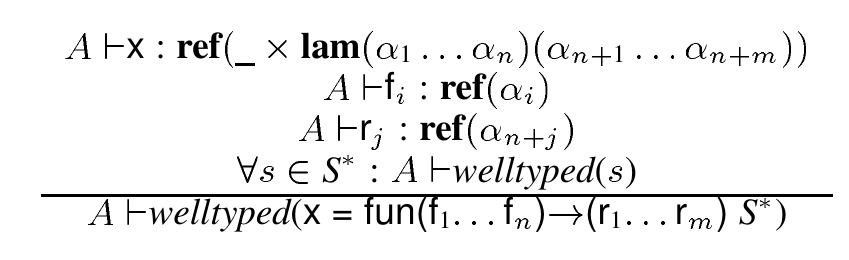 A ⊢x : ref(_ × lam(α₁ … αₙ)(αₙ₊₁ … αₙ₊ₘ))
A ⊢fᵢ : ref(αᵢ)
A ⊢rⱼ : ref(αₙ₊ⱼ)
∀s ∈ S* : A ⊢welltyped(s)
A ⊢welltyped(x = fun(f₁…fₙ)→(r₁…rₘ) S*)